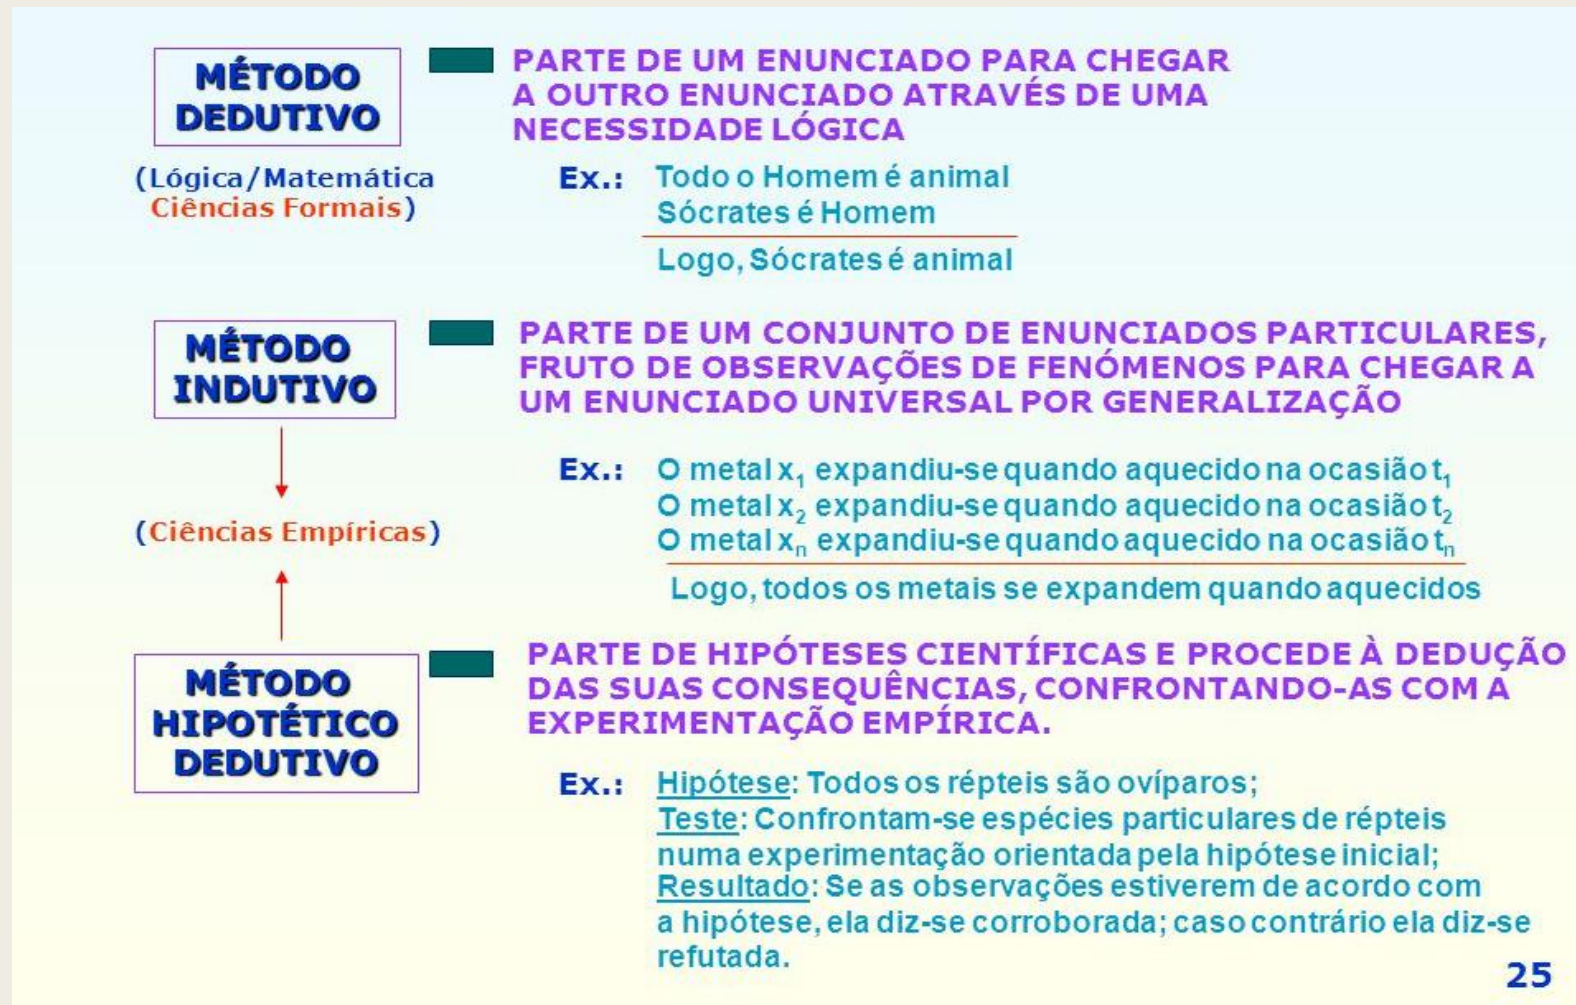 MÉTODO
DEDUTIVO
(Lógica/Matemática
Ciências Formais)
PARTE DE UM ENUNCIADO PARA CHEGAR
A OUTRO ENUNCIADO ATRAVÉS DE UMA
NECESSIDADE LÓGICA
Ex.: Todo o Homem é animal
Sócrates é Homem
Logo, Sócrates é animal
MÉTODO
INDUTIVO
PARTE DE UM CONJUNTO DE ENUNCIADOS PARTICULARES,
FRUTO DE OBSERVAÇÕES DE FENÓMENOS PARA CHEGAR A
UM ENUNCIADO UNIVERSAL POR GENERALIZAÇÃO
Ex.: O metal x₁ expandiu-se quando aquecido na ocasião t₁
O metal x₂ expandiu-se quando aquecido na ocasião t₂
O metal xₙ expandiu-se quando aquecido na ocasião tₙ
Logo, todos os metais se expandem quando aquecidos
(Ciências Empíricas)
MÉTODO
HIPOTÉTICO
DEDUTIVO
PARTE DE HIPÓTESES CIENTÍFICAS E PROCEDE À DEDUÇÃO
DAS SUAS CONSEQUÊNCIAS, CONFRONTANDO-AS COM A
EXPERIMENTAÇÃO EMPÍRICA.
Ex.: Hipótese: Todos os répteis são ovíparos;
Teste: Confrontam-se espécies particulares de répteis
numa experimentação orientada pela hipótese inicial;
Resultado: Se as observações estiverem de acordo com
a hipótese, ela diz-se corroborada; caso contrário ela diz-se
refutada.
25